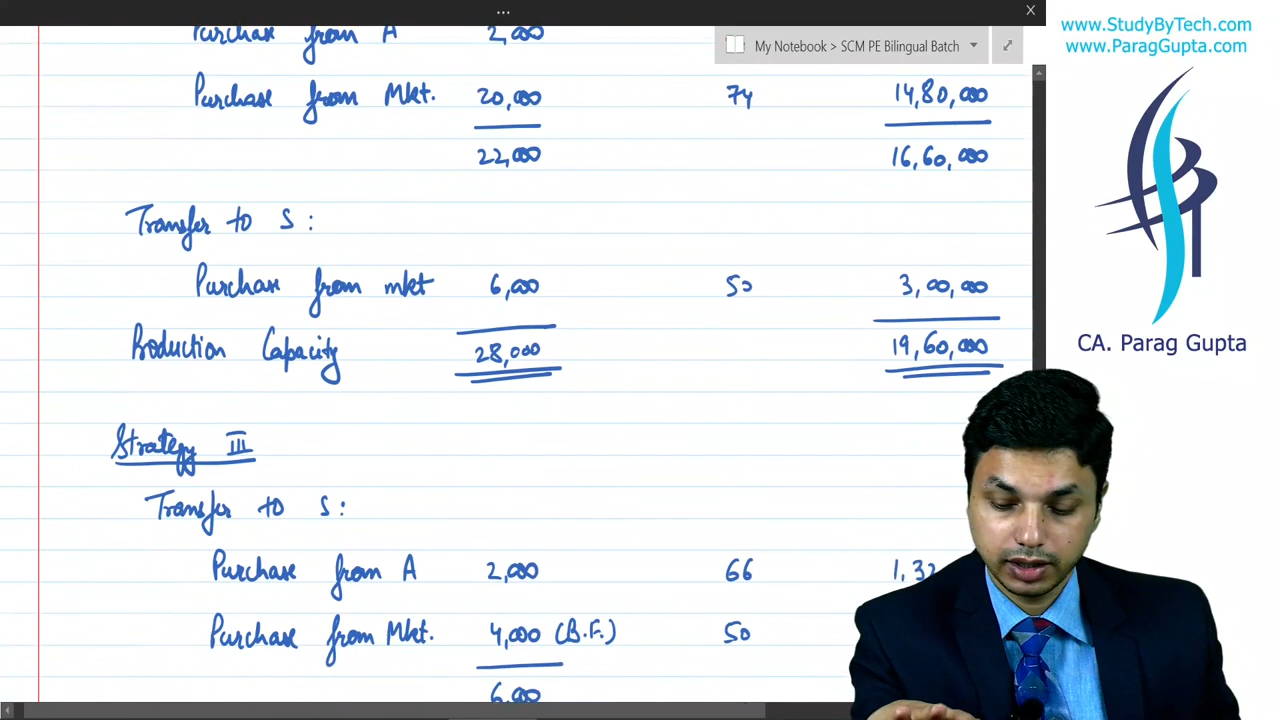 ...
www.StudyByTech.com
www.ParagGupta.com
My Notebook > SCM PE Bilingual Batch
Purchase from A 2,000
Purchase from Mkt. 20,000 74 14,80,000
22,000 16,60,000
Transfer to S :
Purchase from mkt 6,000 50 3,00,000
Production Capacity 28,000 19,60,000
CA. Parag Gupta
Strategy III
Transfer to S :
Purchase from A 2,000 66 1,32
Purchase from Mkt. 4,000 (B.F.) 50
6,000